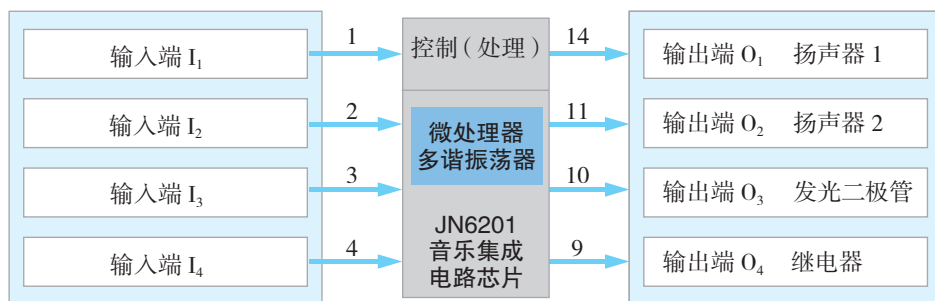 输入端 I₁
输入端 I₂
输入端 I₃
输入端 I₄
1
2
3
4
控制(处理)
微处理器
多谐振荡器
JN6201
音乐集成
电路芯片
14
11
10
9
输出端 O₁ 扬声器 1
输出端 O₂ 扬声器 2
输出端 O₃ 发光二极管
输出端 O₄ 继电器